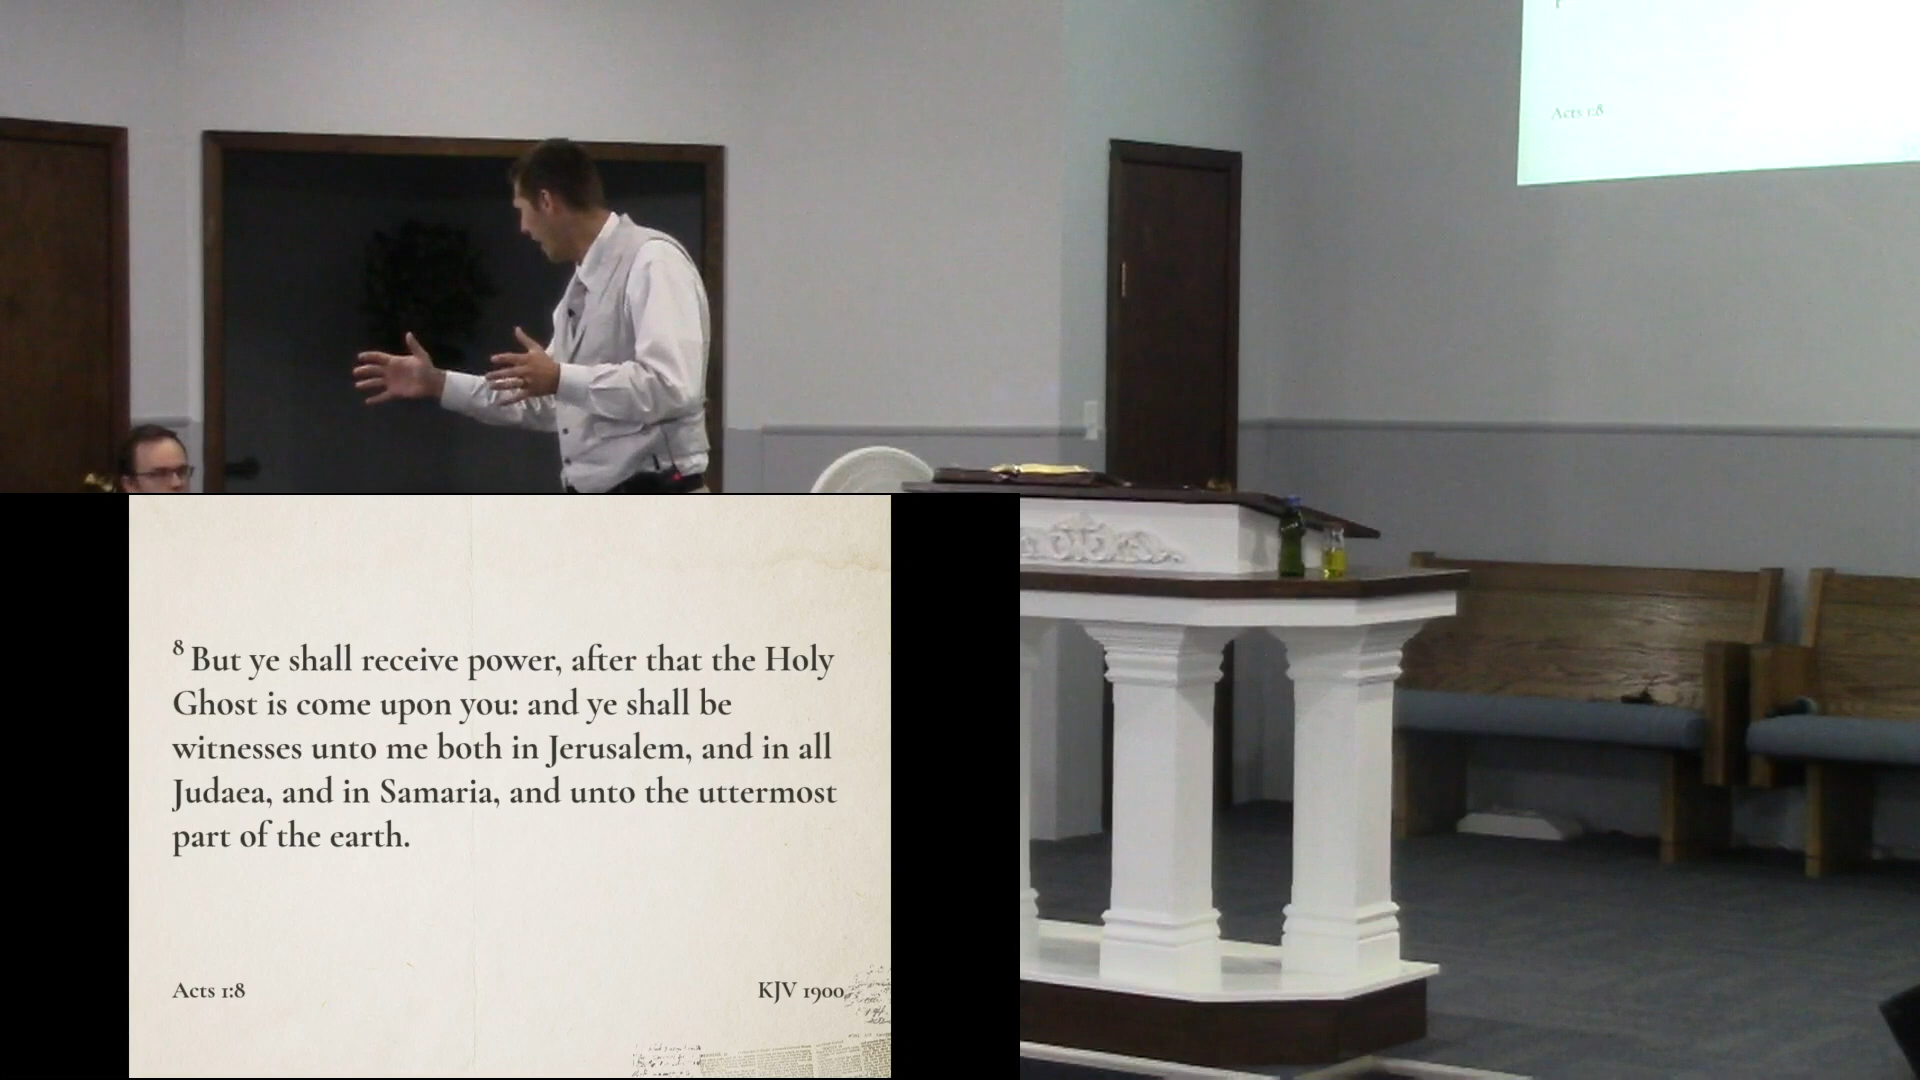 Acts 1:8
8 But ye shall receive power, after that the Holy
Ghost is come upon you: and ye shall be
witnesses unto me both in Jerusalem, and in all
Judaea, and in Samaria, and unto the uttermost
part of the earth.
Acts 1:8
KJV 1900